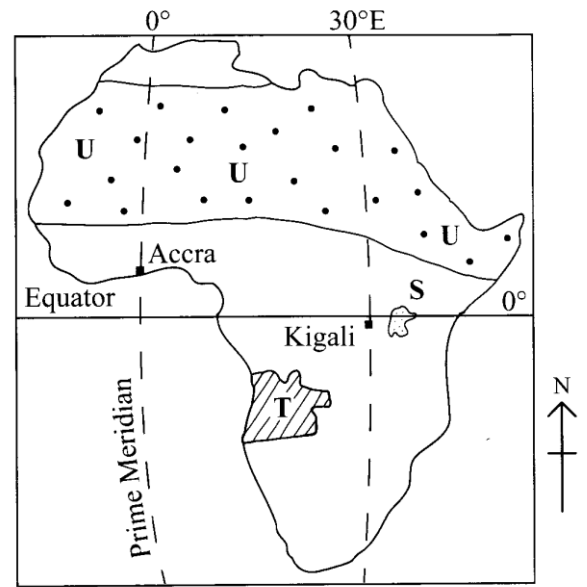 0° 30°E
U
U
U
Accra
S
Equator 0°
Kigali
N
T
Prime Meridian